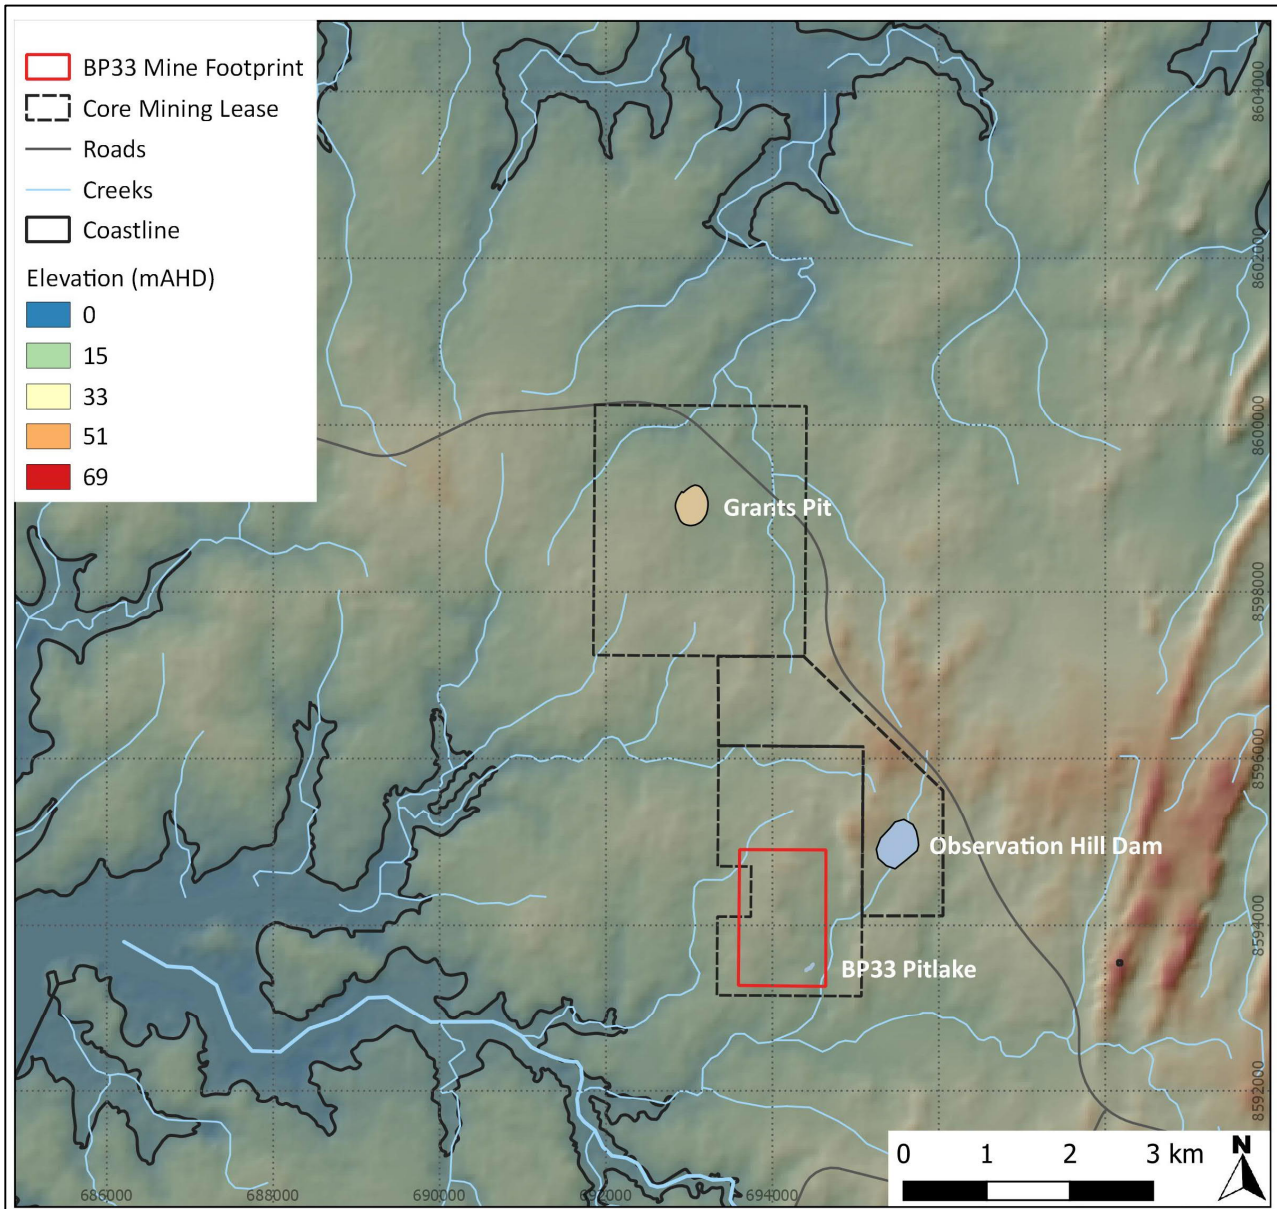 BP33 Mine Footprint
Core Mining Lease
Roads
Creeks
Coastline
Elevation (mAHD)
0
15
33
51
69
8604000
8602000
8600000
Grants Pit
8598000
8596000
Observation Hill Dam
8594000
BP33 Pitlake
8592000
0 1 2 3 km
N
686000 688000 690000 692000 694000